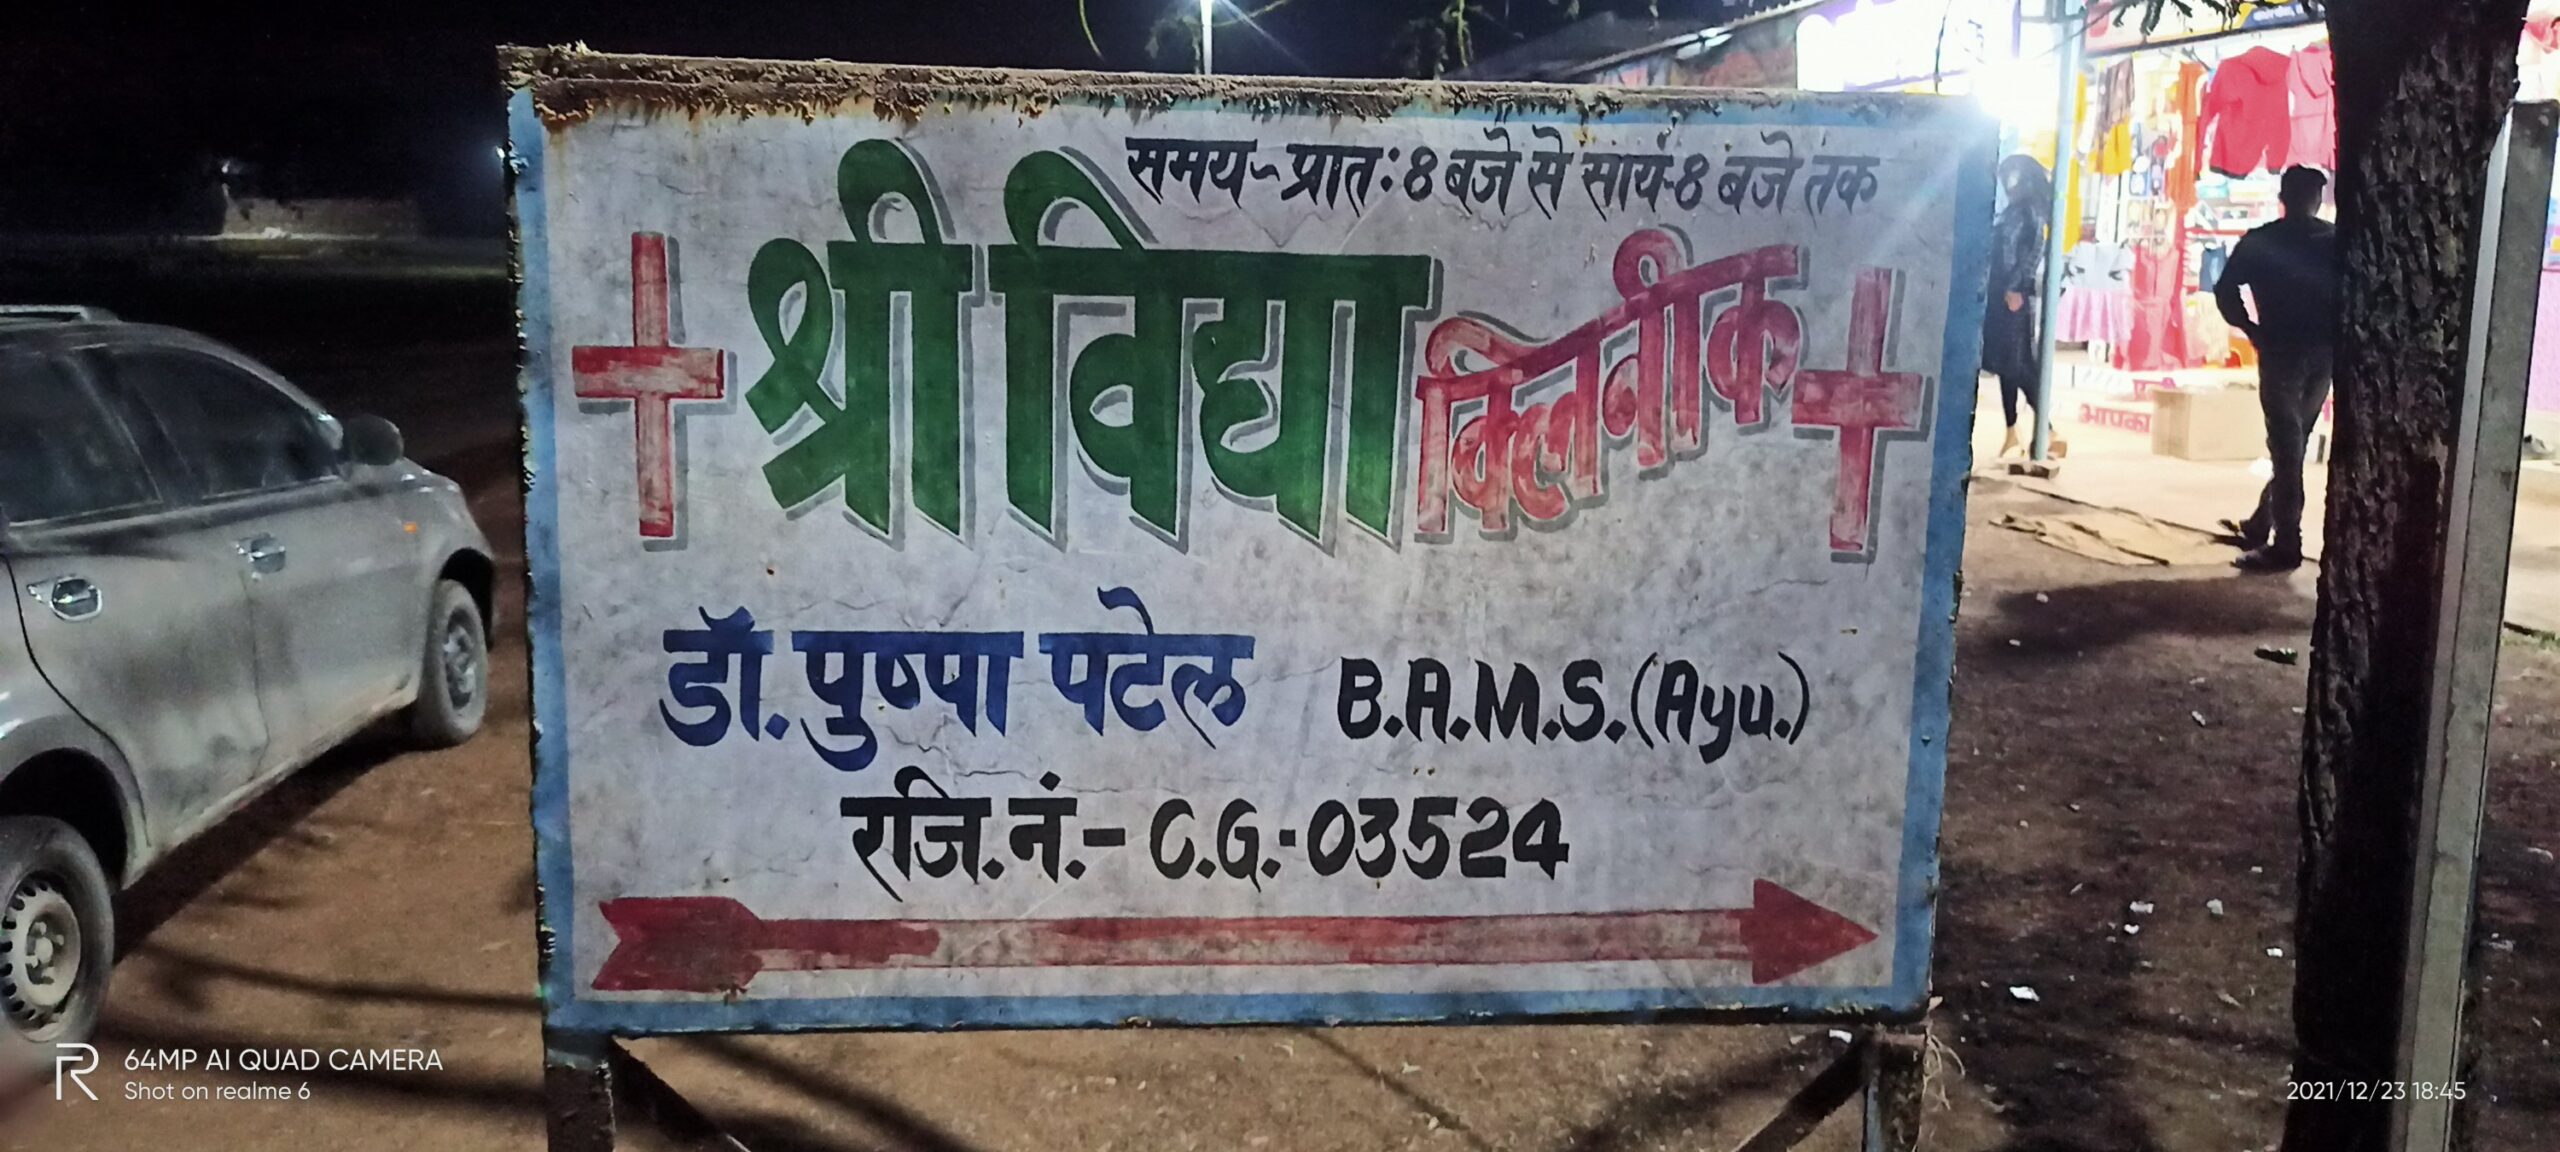 समय-प्रातः 8 बजे से सायं-8 बजे तक
श्री विद्या क्लिनीक
डॉ. पुष्पा पटेल B.A.M.S. (Ayu.)
रजि. नं.- C.G.-03524
आपका
64MP AI QUAD CAMERA
Shot on realme 6
2021/12/23 18:45